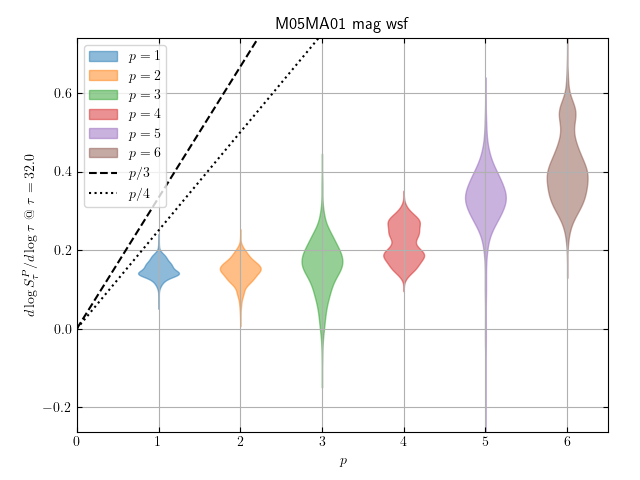 M05MA01 mag wsf
p = 1
p = 2
p = 3
p = 4
p = 5
p = 6
p/3
p/4
d log S_τ^P / d log τ @ τ = 32.0
0.6
0.4
0.2
0.0
−0.2
0 1 2 3 4 5 6
p